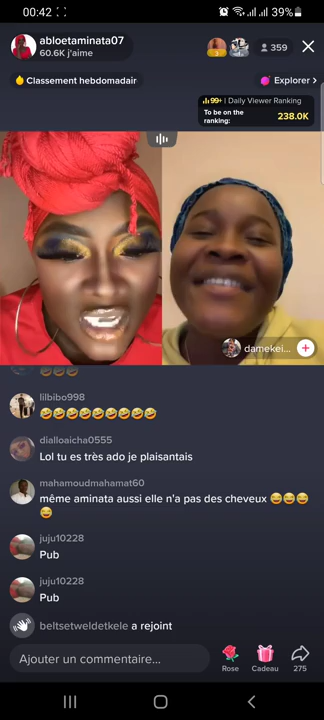 00:42
39%
abloetaminata07
60.6K j'aime
359
Classement hebdomadair
Explorer >
99+ | Daily Viewer Ranking
To be on the
ranking:
238.0K
damekei...
lilbibo998
🤣🤣🤣🤣🤣🤣🤣🤣🤣
dialloaicha0555
Lol tu es très ado je plaisantais
mahamoudmahamat60
même aminata aussi elle n'a pas des cheveux 😂😂😂
😂
juju10228
Pub
juju10228
Pub
beltsetweldetkele a rejoint
Ajouter un commentaire...
Rose
Cadeau
275